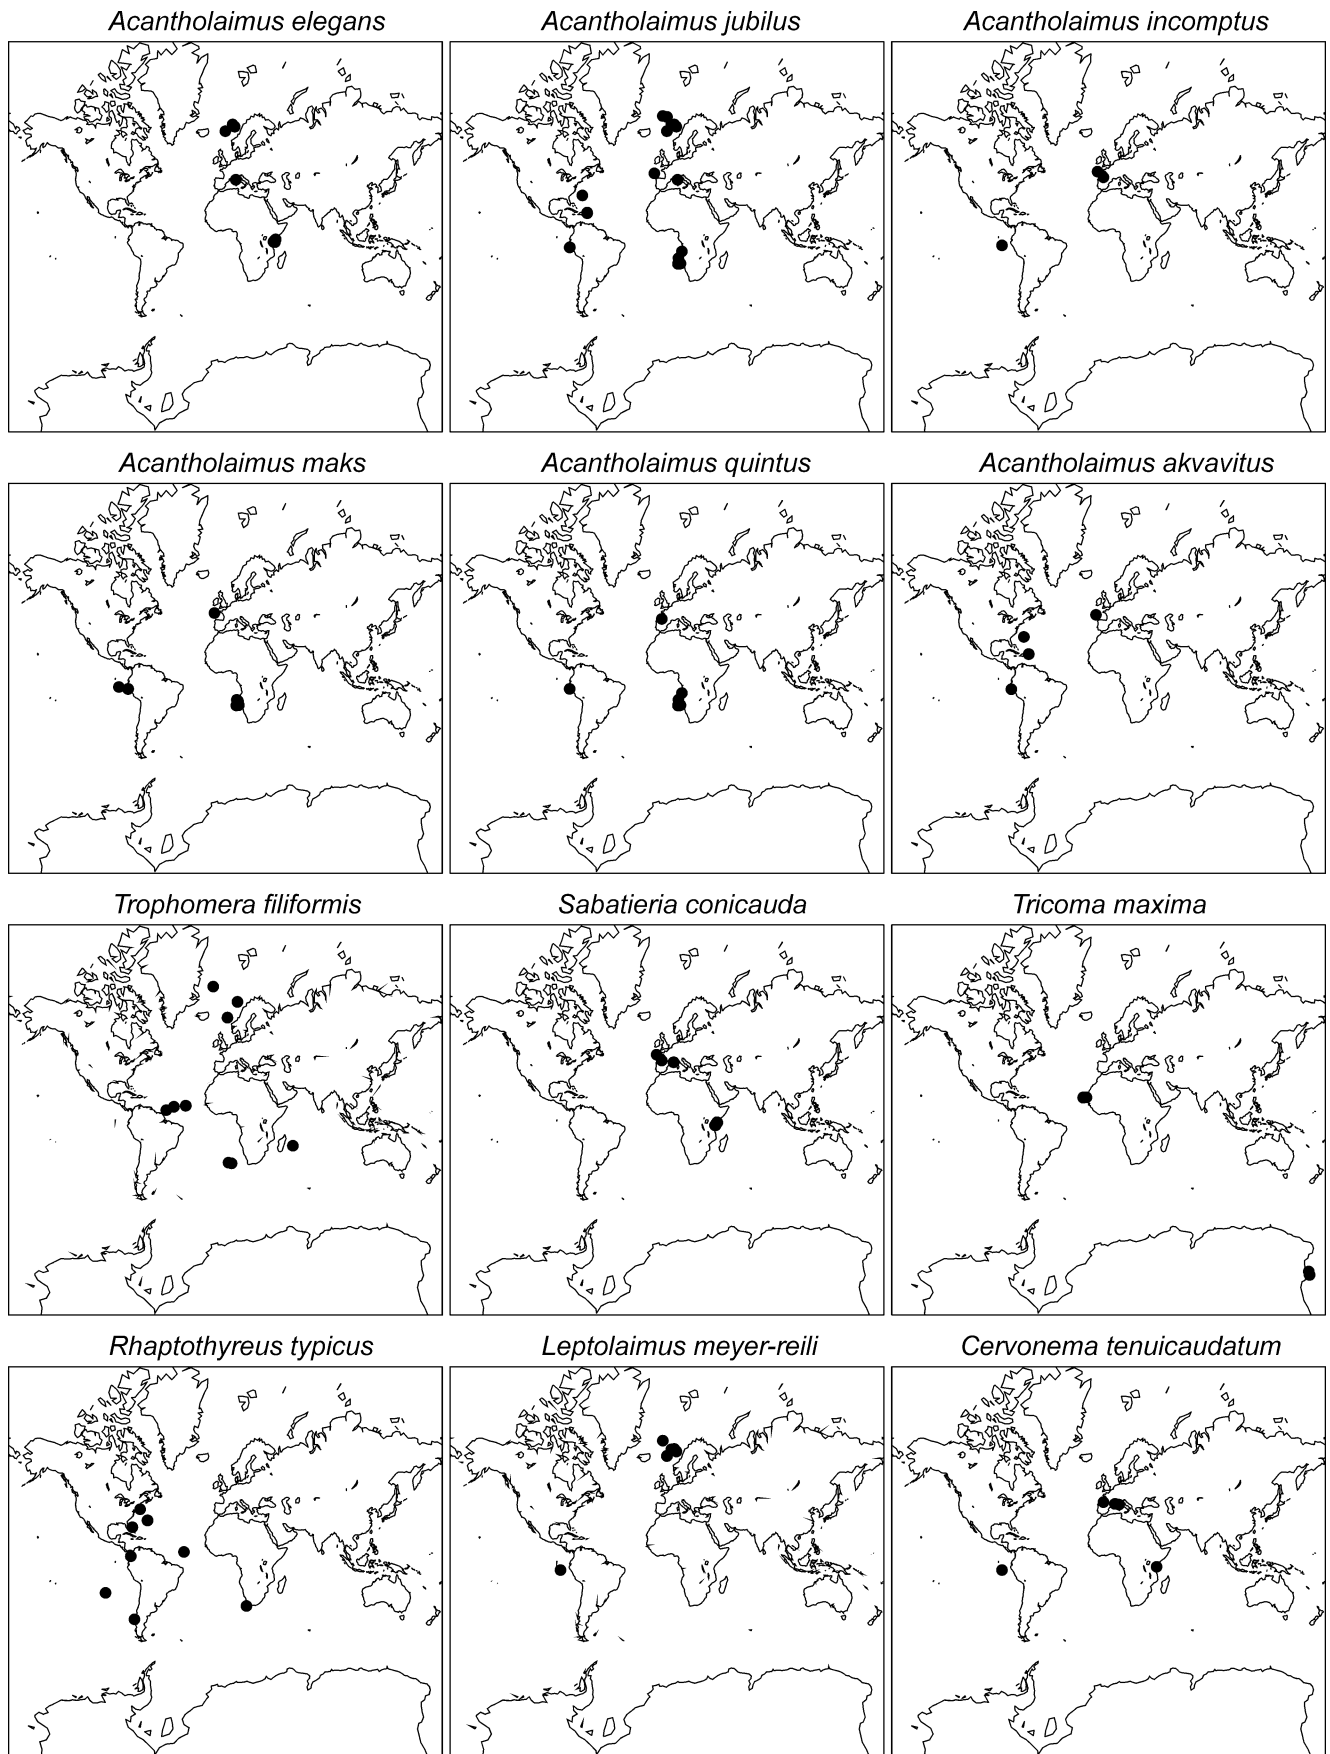 Acantholaimus elegans
Acantholaimus jubilus
Acantholaimus incomptus
Acantholaimus maks
Acantholaimus quintus
Acantholaimus akvavitus
Trophomera filiformis
Sabatieria conicauda
Tricoma maxima
Rhaptothyreus typicus
Leptolaimus meyer-reili
Cervonema tenuicaudatum